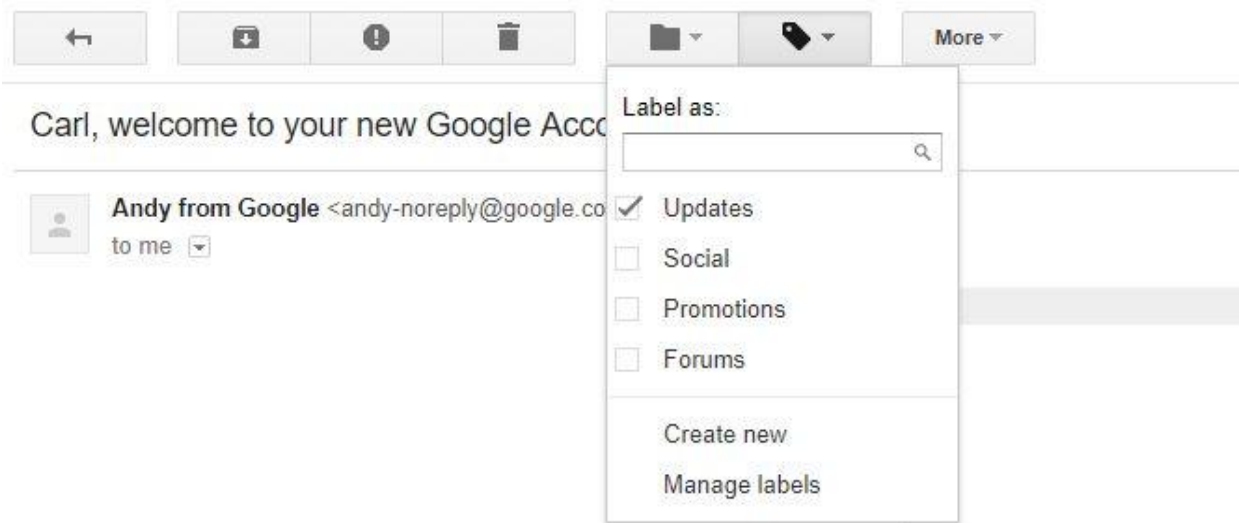 More
Label as:
Carl, welcome to your new Google Acco
Andy from Google <andy-noreply@google.co
to me
Updates
Social
Promotions
Forums
Create new
Manage labels